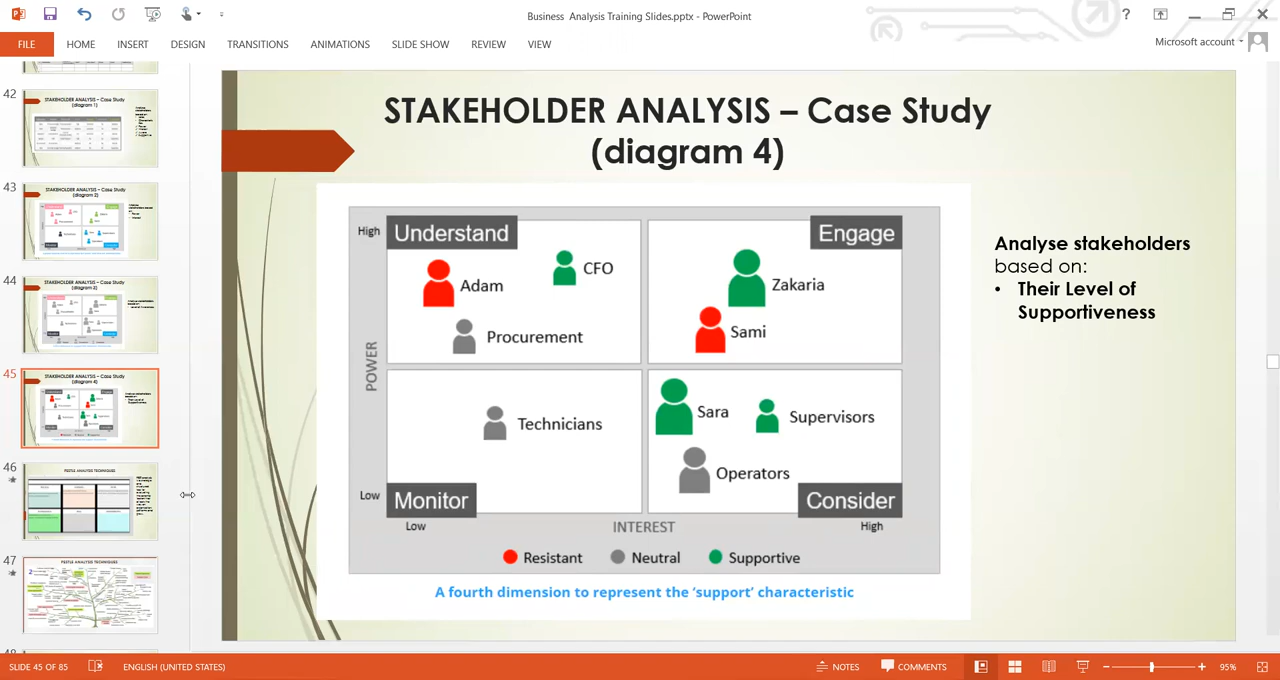 Business  Analysis Training Slides.pptx - PowerPoint
?
FILE HOME INSERT DESIGN TRANSITIONS ANIMATIONS SLIDE SHOW REVIEW VIEW
Microsoft account
42
STAKEHOLDER ANALYSIS – Case Study
(diagram 1)
43
STAKEHOLDER ANALYSIS – Case Study
(diagram 2)
44
STAKEHOLDER ANALYSIS – Case Study
45
STAKEHOLDER ANALYSIS – Case Study
(diagram 4)
46
PESTLE ANALYSIS TECHNIQUES
47
PESTLE ANALYSIS TECHNIQUES
STAKEHOLDER ANALYSIS – Case Study
(diagram 4)
High
Understand
Engage
Adam
CFO
Procurement
Zakaria
Sami
POWER
Technicians
Sara
Supervisors
Operators
Low
Monitor
Consider
Low
INTEREST
High
Resistant Neutral Supportive
A fourth dimension to represent the ‘support’ characteristic
Analyse stakeholders
based on:
• Their Level of
Supportiveness
SLIDE 45 OF 85 ENGLISH (UNITED STATES) NOTES COMMENTS 95%